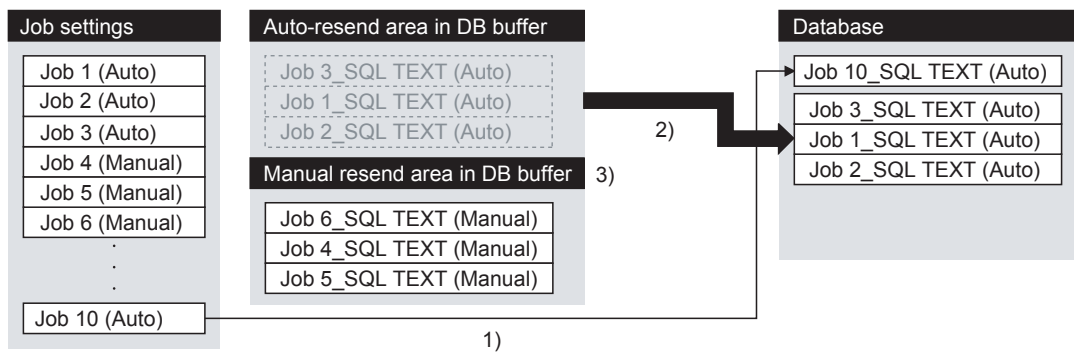 Job settings
Job 1 (Auto)
Job 2 (Auto)
Job 3 (Auto)
Job 4 (Manual)
Job 5 (Manual)
Job 6 (Manual)
.
.
.
Job 10 (Auto)
Auto-resend area in DB buffer
Job 3_SQL TEXT (Auto)
Job 1_SQL TEXT (Auto)
Job 2_SQL TEXT (Auto)
Manual resend area in DB buffer
3)
Job 6_SQL TEXT (Manual)
Job 4_SQL TEXT (Manual)
Job 5_SQL TEXT (Manual)
2)
1)
Database
Job 10_SQL TEXT (Auto)
Job 3_SQL TEXT (Auto)
Job 1_SQL TEXT (Auto)
Job 2_SQL TEXT (Auto)